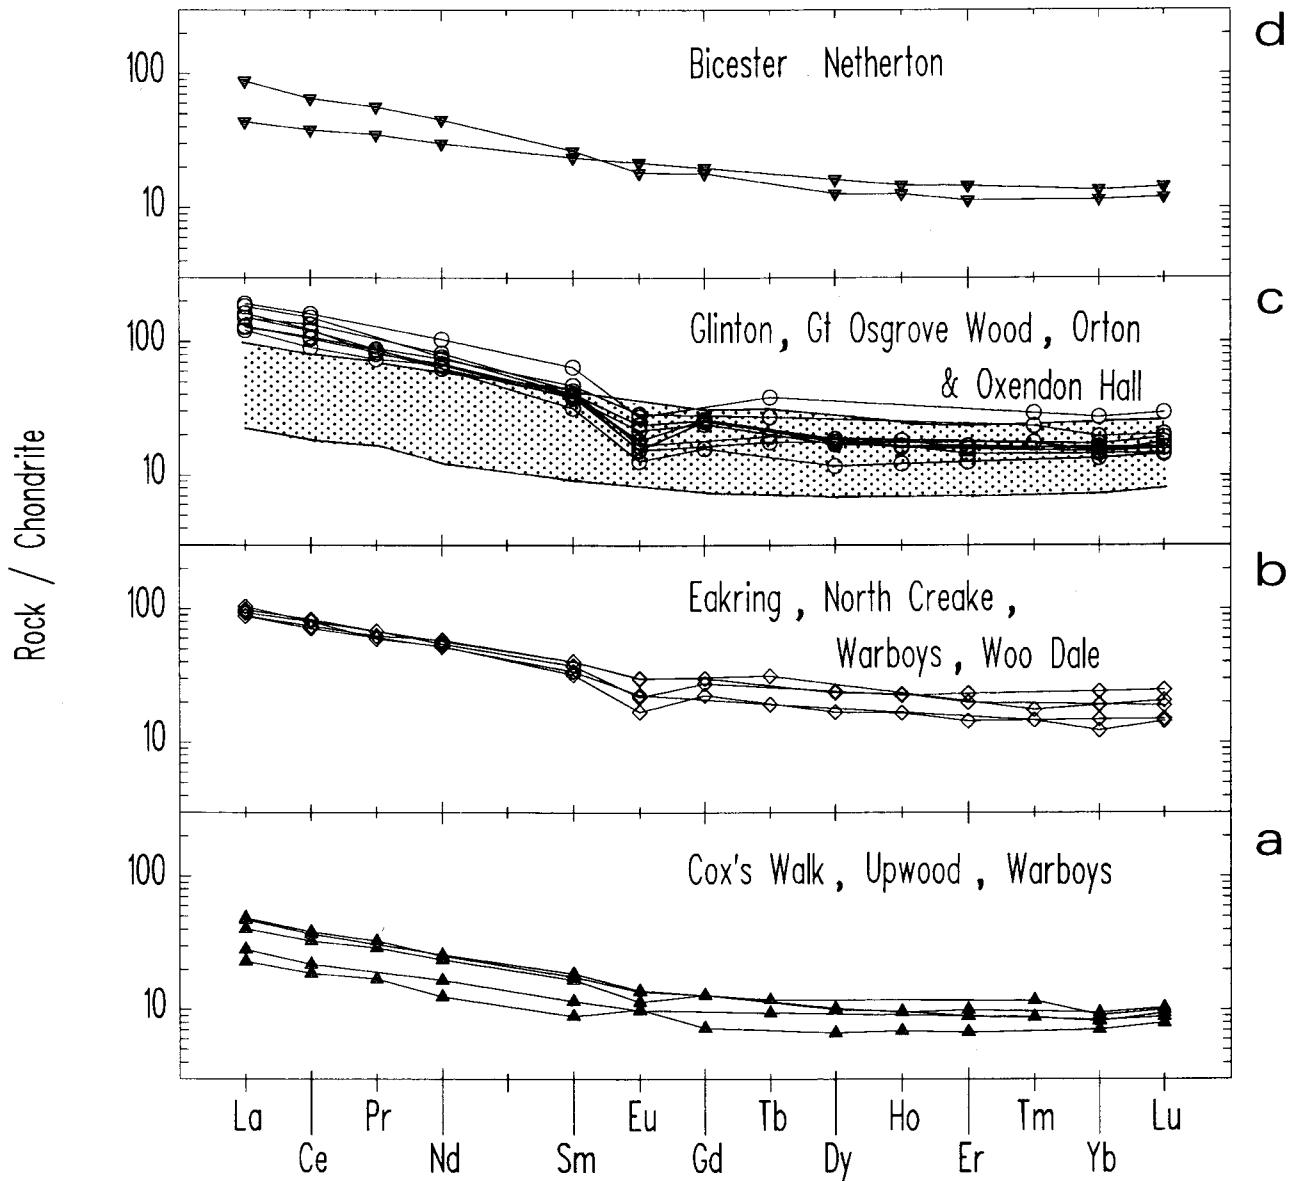 d
Bicester Netherton
100
10
c
Glinton , Gt Osgrove Wood , Orton
& Oxendon Hall
100
10
Rock / Chondrite
b
Eakring , North Creake ,
Warboys , Woo Dale
100
10
a
Cox's Walk , Upwood , Warboys
100
10
La Pr Eu Tb Ho Tm Lu
Ce Nd Sm Gd Dy Er Yb